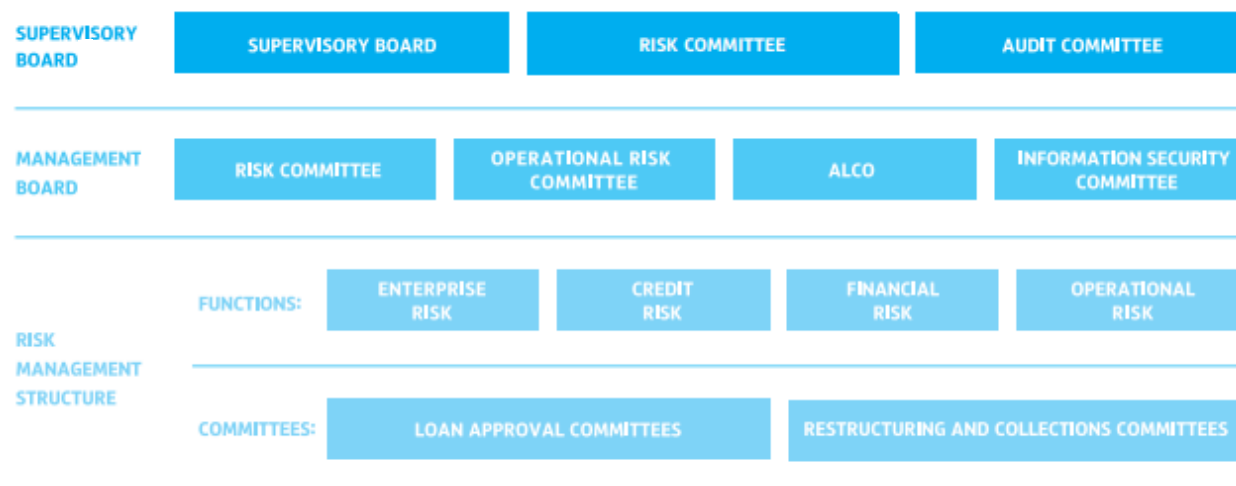 SUPERVISORY
BOARD
SUPERVISORY BOARD
RISK COMMITTEE
AUDIT COMMITTEE
MANAGEMENT
BOARD
RISK COMMITTEE
OPERATIONAL RISK
COMMITTEE
ALCO
INFORMATION SECURITY
COMMITTEE
RISK
MANAGEMENT
STRUCTURE
FUNCTIONS:
ENTERPRISE
RISK
CREDIT
RISK
FINANCIAL
RISK
OPERATIONAL
RISK
COMMITTEES:
LOAN APPROVAL COMMITTEES
RESTRUCTURING AND COLLECTIONS COMMITTEES